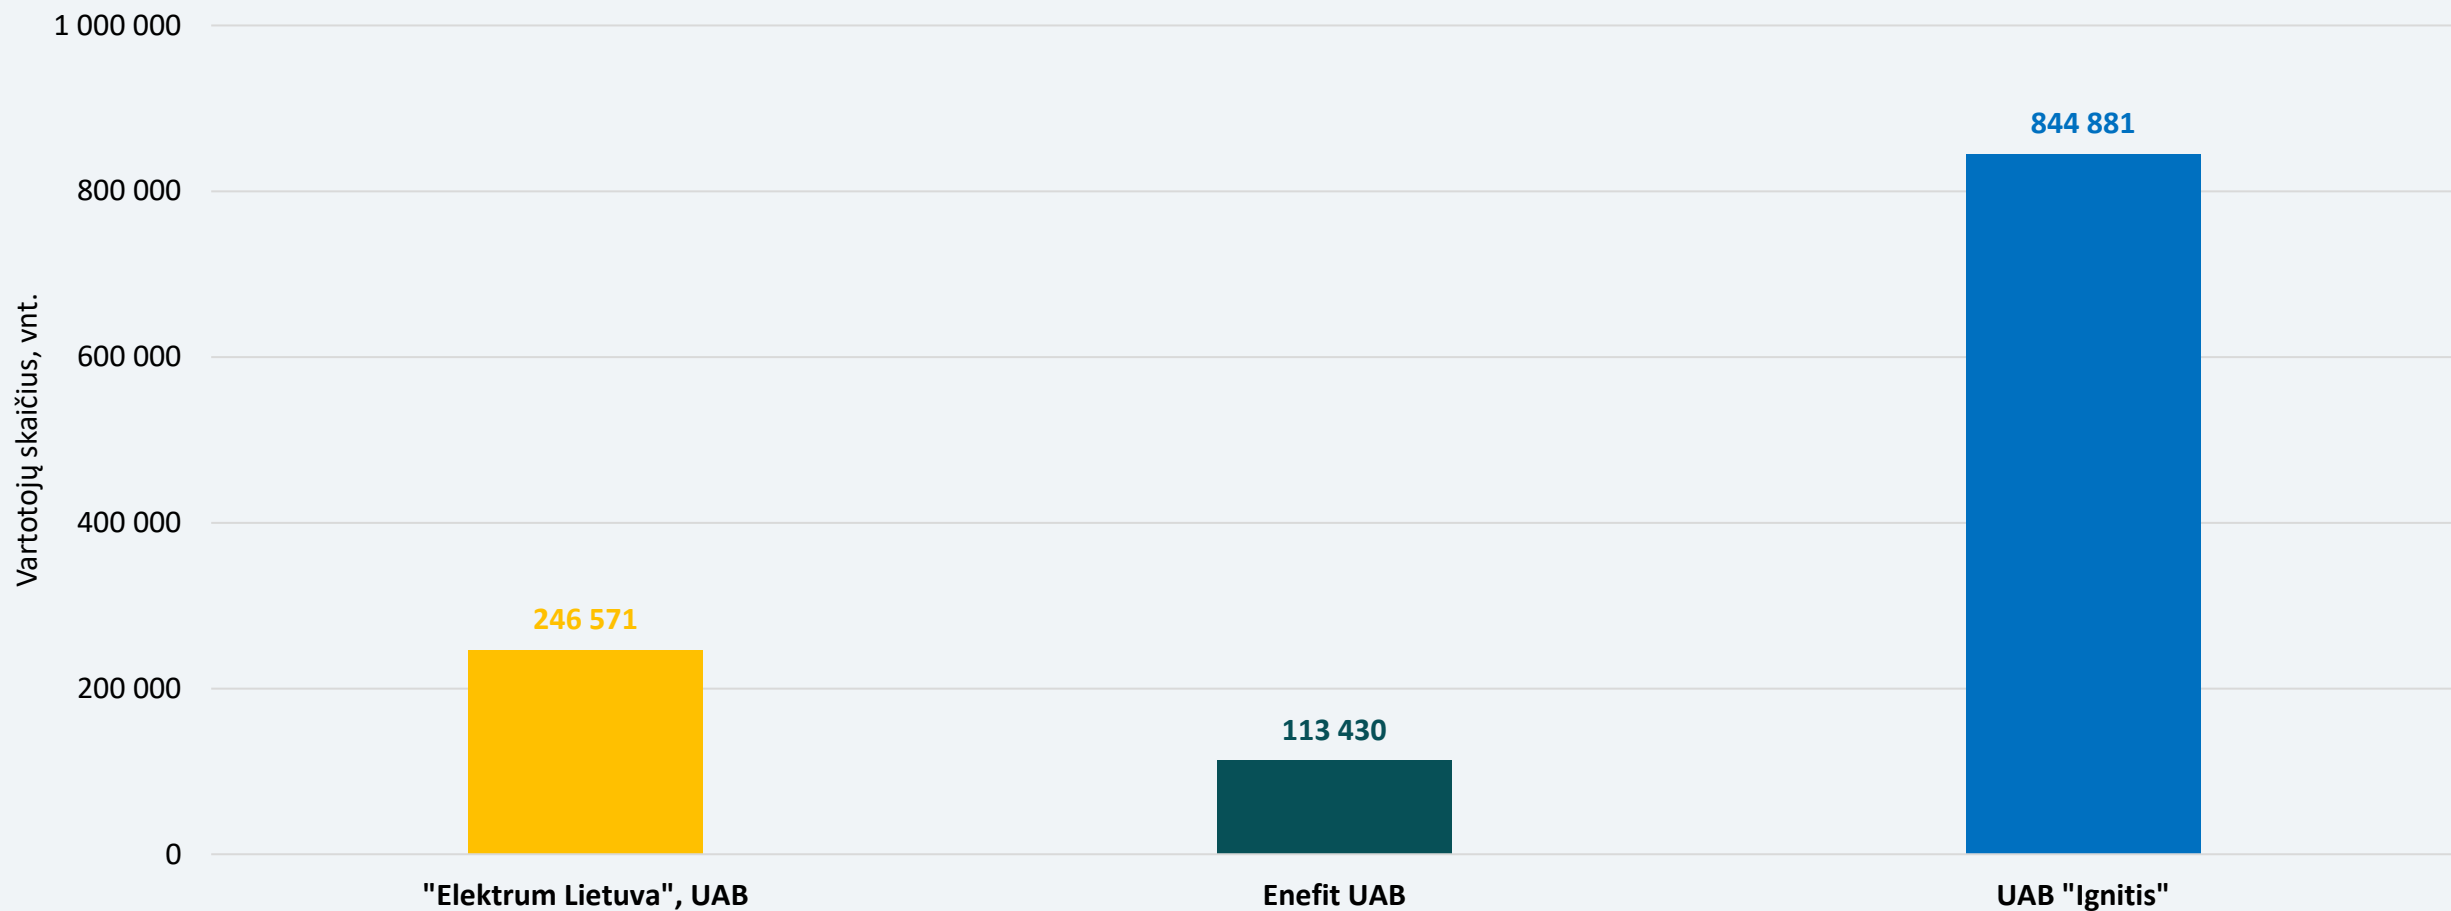 1 000 000
800 000
600 000
400 000
200 000
0
Vartotojų skaičius, vnt.
246 571
113 430
844 881
"Elektrum Lietuva", UAB
Enefit UAB
UAB "Ignitis"